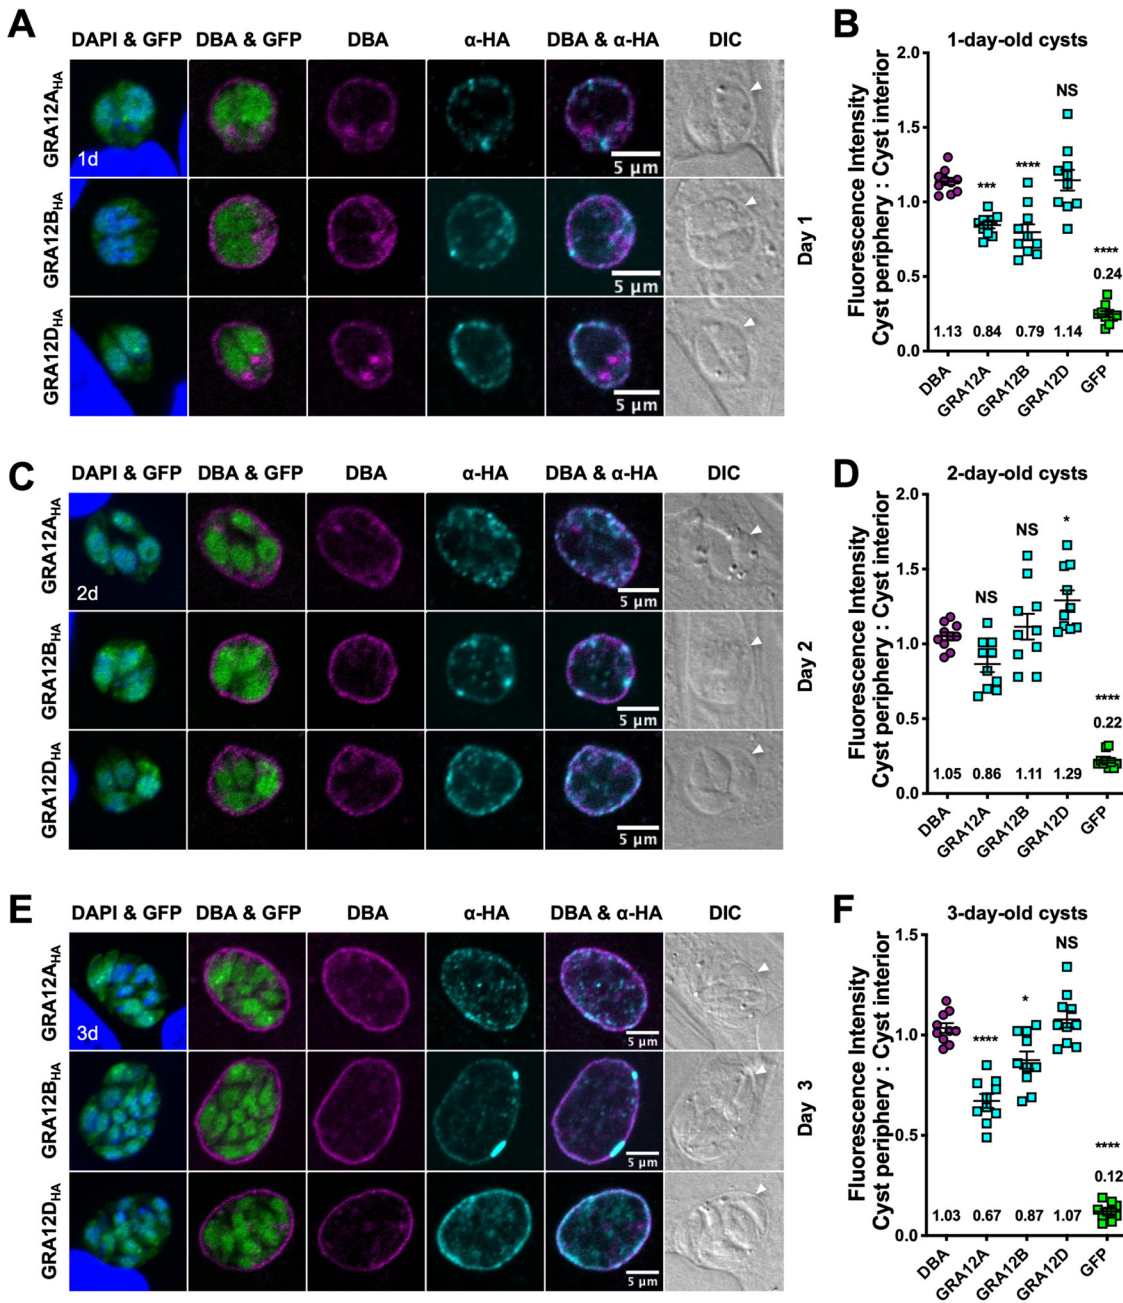 A
DAPI & GFP DBA & GFP DBA α-HA DBA & α-HA DIC
GRA12AHA
1d
5 μm
GRA12BHA
5 μm
GRA12DHA
5 μm
Day 1
B
1-day-old cysts
Fluorescence Intensity
Cyst periphery : Cyst interior
2.0
1.5
1.0
0.5
0.0
*** **** NS ****
0.24
1.13 0.84 0.79 1.14
DBA GRA12A GRA12B GRA12D GFP
C
DAPI & GFP DBA & GFP DBA α-HA DBA & α-HA DIC
GRA12AHA
2d
5 μm
GRA12BHA
5 μm
GRA12DHA
5 μm
Day 2
D
2-day-old cysts
Fluorescence Intensity
Cyst periphery : Cyst interior
2.0
1.5
1.0
0.5
0.0
NS NS * ****
0.22
1.05 0.86 1.11 1.29
DBA GRA12A GRA12B GRA12D GFP
E
DAPI & GFP DBA & GFP DBA α-HA DBA & α-HA DIC
GRA12AHA
3d
5 μm
GRA12BHA
5 μm
GRA12DHA
5 μm
Day 3
F
3-day-old cysts
Fluorescence Intensity
Cyst periphery : Cyst interior
1.5
1.0
0.5
0.0
**** * NS ****
0.12
1.03 0.67 0.87 1.07
DBA GRA12A GRA12B GRA12D GFP